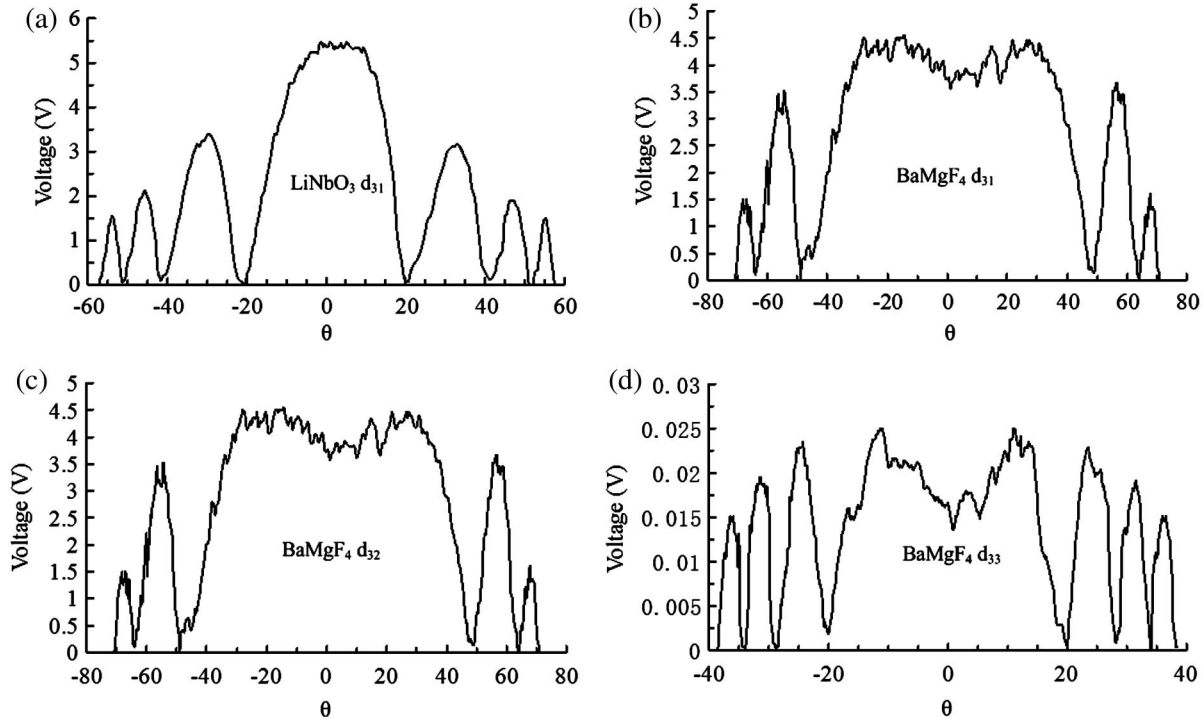 (a)
6
5
4
3
2
1
0
Voltage (V)
LiNbO₃ d₃₁
-60 -40 -20 0 20 40 60
θ
(b)
5
4.5
4
3.5
3
4.5
2
1.5
1
0.5
0
Voltage (V)
BaMgF₄ d₃₁
-80 -60 -40 -20 0 20 40 60 80
θ
(c)
5
4.5
4
3.5
3
2.5
2
1.5
1
0.5
0
Voltage (V)
BaMgF₄ d₃₂
-80 -60 -40 -20 0 20 40 60 80
θ
(d)
0.03
0.025
0.02
0.015
0.01
0.005
0
Voltage (V)
BaMgF₄ d₃₃
-40 -20 0 20 40
θ